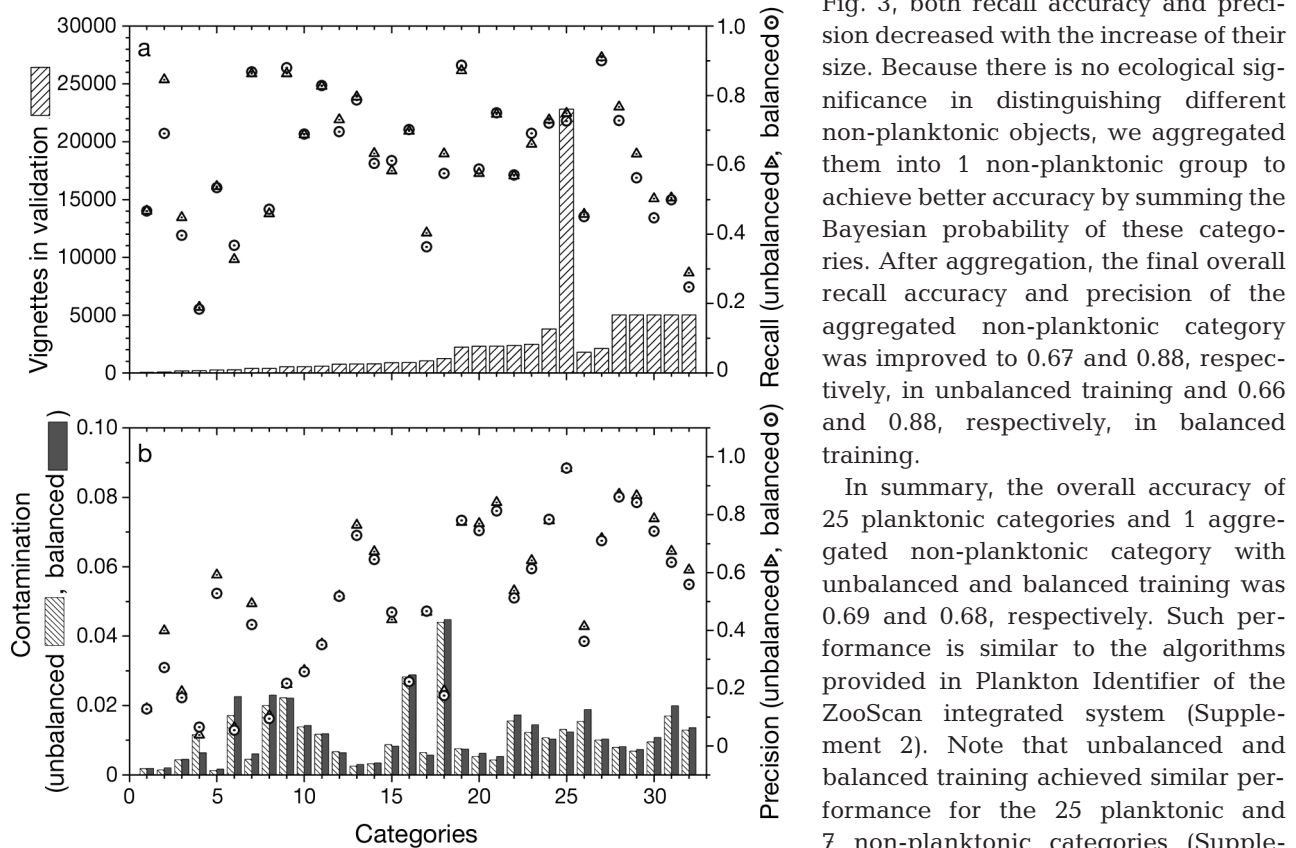 30000
25000
20000
15000
10000
5000
0
Vignettes in validation
a
1.0
0.8
0.6
0.4
0.2
0
Recall (unbalanced , balanced )
0.10
0.08
0.06
0.04
0.02
0
Contamination
(unbalanced , balanced )
b
1.0
0.8
0.6
0.4
0.2
0
Precision (unbalanced , balanced )
0 5 10 15 20 25 30
Categories
Fig. 3, both recall accuracy and preci-
sion decreased with the increase of their
size. Because there is no ecological sig-
nificance in distinguishing different
non-planktonic objects, we aggregated
them into 1 non-planktonic group to
achieve better accuracy by summing the
Bayesian probability of these catego-
ries. After aggregation, the final overall
recall accuracy and precision of the
aggregated non-planktonic category
was improved to 0.67 and 0.88, respec-
tively, in unbalanced training and 0.66
and 0.88, respectively, in balanced
training.
In summary, the overall accuracy of
25 planktonic categories and 1 aggre-
gated non-planktonic category with
unbalanced and balanced training was
0.69 and 0.68, respectively. Such per-
formance is similar to the algorithms
provided in Plankton Identifier of the
ZooScan integrated system (Supple-
ment 2). Note that unbalanced and
balanced training achieved similar per-
formance for the 25 planktonic and
7 non-planktonic categories (Supple-